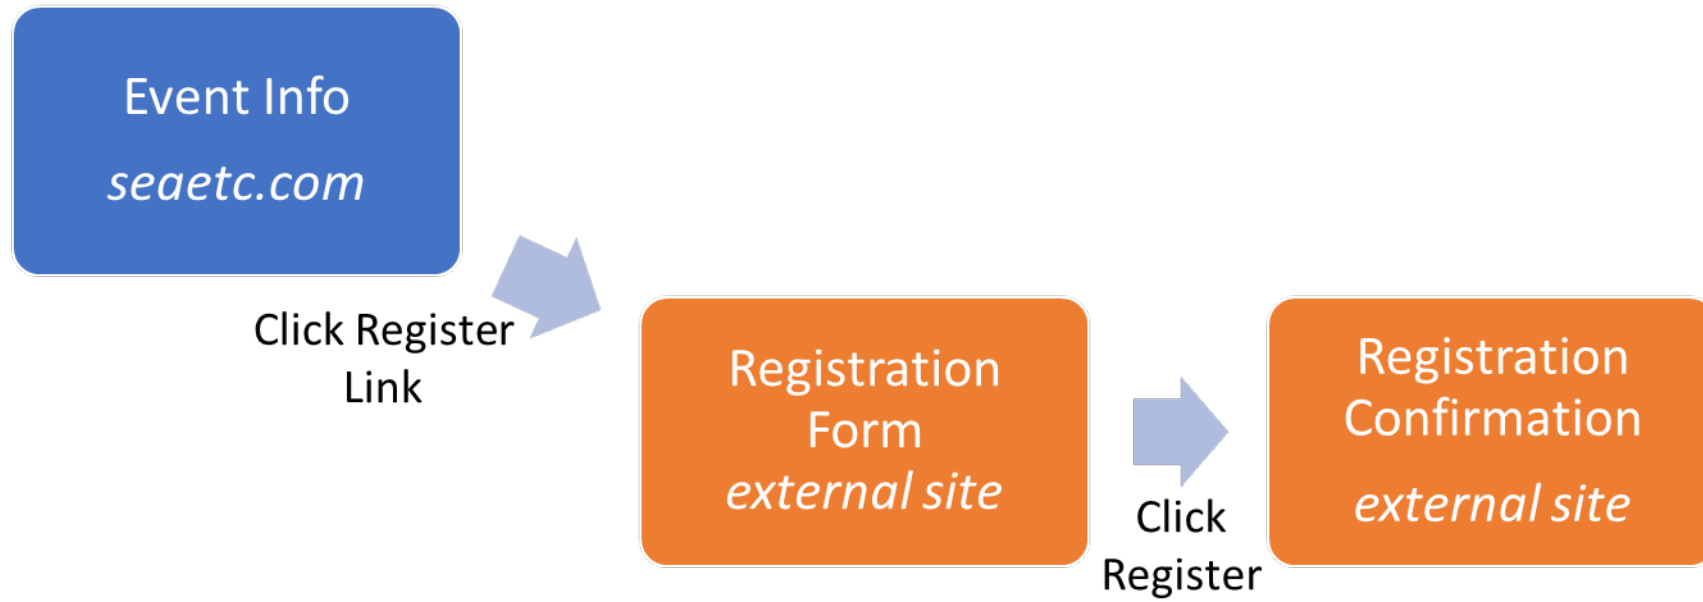 Event Info
seaetc.com
Click Register
Link
Registration
Form
external site
Click
Register
Registration
Confirmation
external site